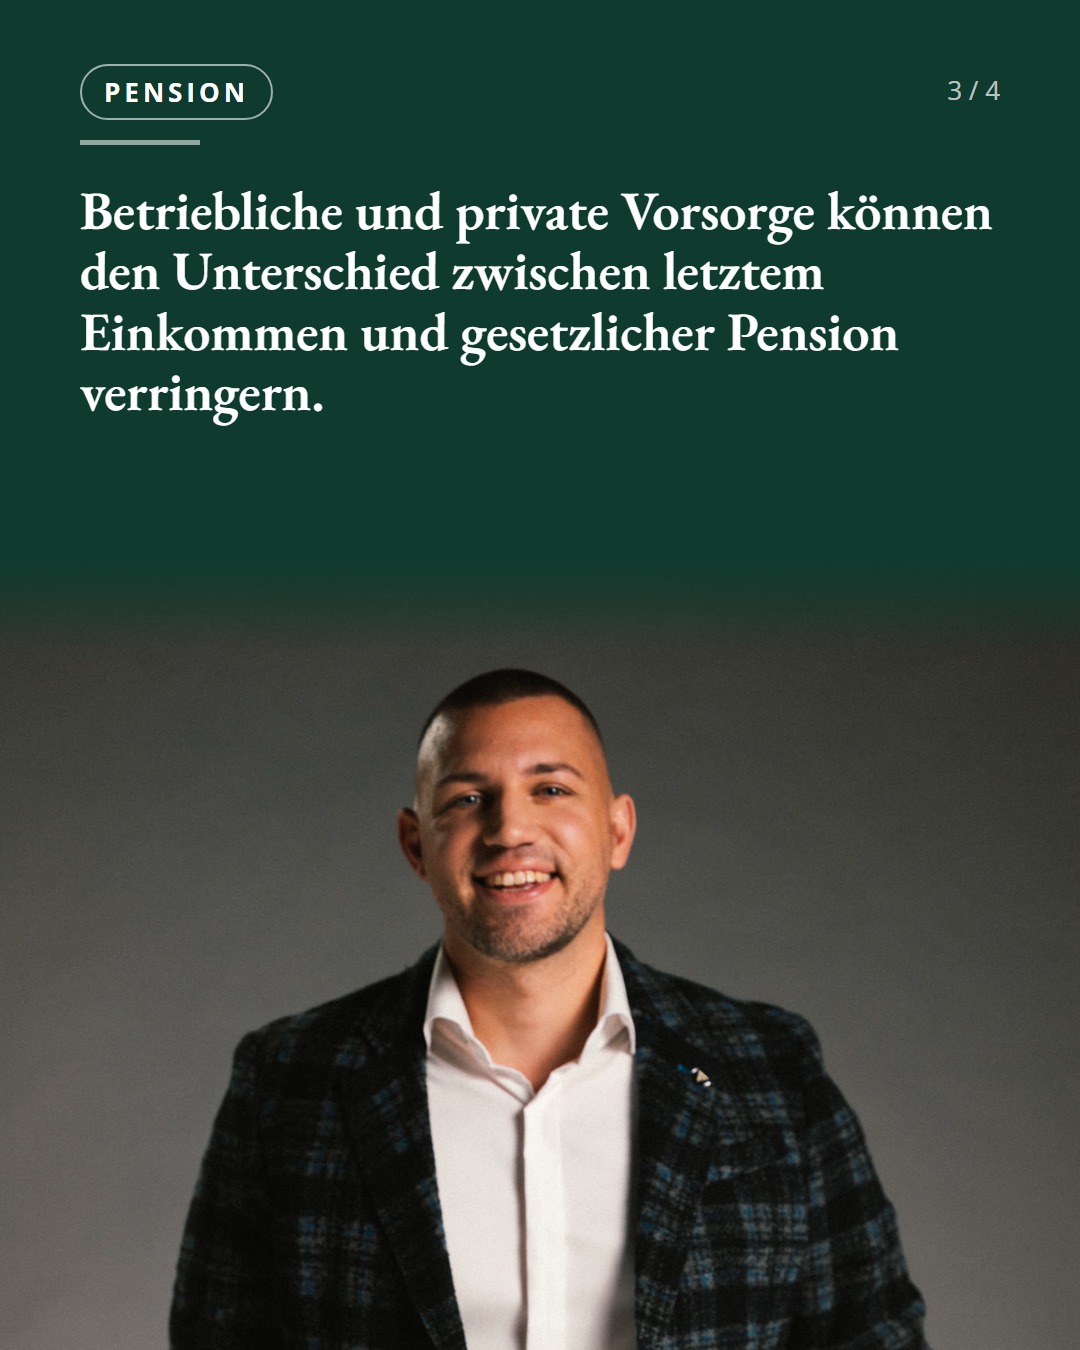 PENSION
3 / 4
Betriebliche und private Vorsorge können
den Unterschied zwischen letztem
Einkommen und gesetzlicher Pension
verringern.